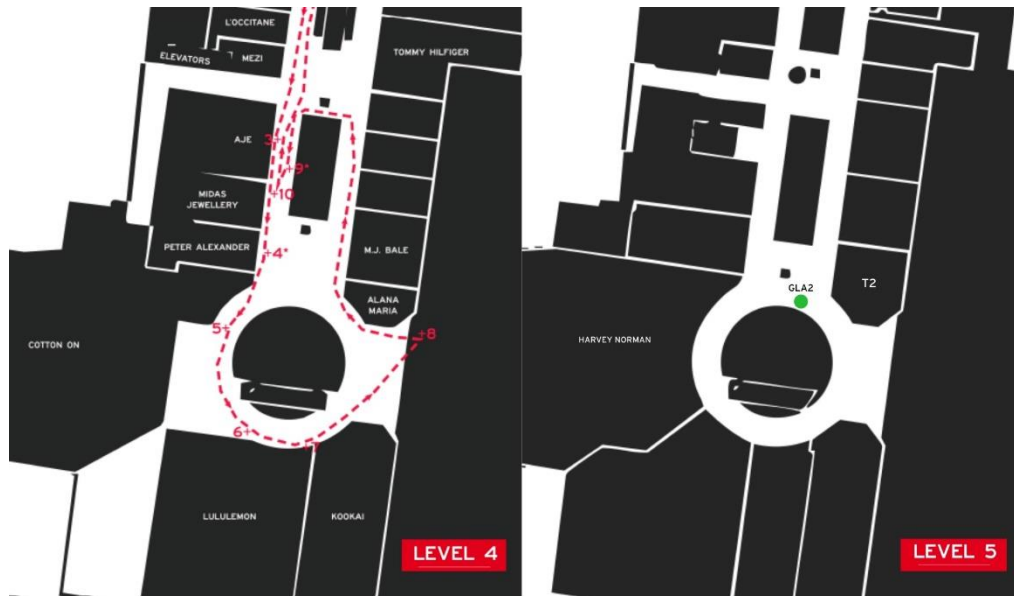 L'OCCITANE
ELEVATORS
MEZI
TOMMY HILFIGER
AJE
3+
+9*
+10
MIDAS
JEWELLERY
PETER ALEXANDER
+4*
M.J. BALE
ALANA
MARIA
5+
+8
COTTON ON
6+
+7
LULULEMON
KOOKAI
LEVEL 4
GLA2
T2
HARVEY NORMAN
LEVEL 5